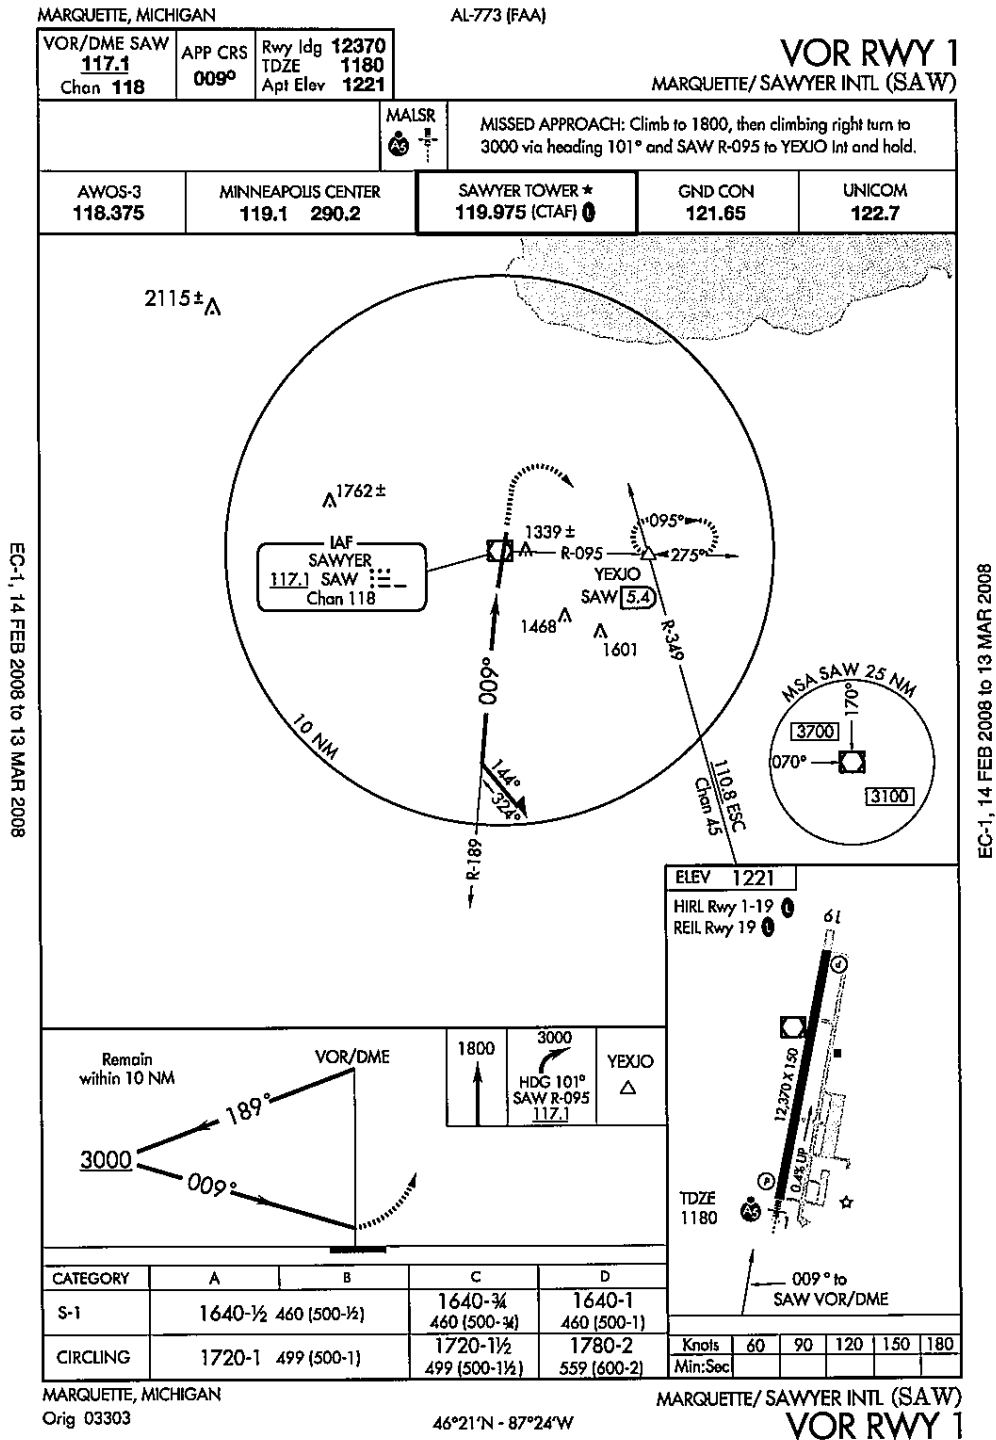 MARQUETTE, MICHIGAN
AL-773 (FAA)
VOR/DME SAW
117.1
Chan 118
APP CRS
009°
Rwy ldg 12370
TDZE 1180
Apt Elev 1221
VOR RWY 1
MARQUETTE/ SAWYER INTL (SAW)
MALSR
A5
MISSED APPROACH: Climb to 1800, then climbing right turn to
3000 via heading 101° and SAW R-095 to YEXJO Int and hold.
AWOS-3
118.375
MINNEAPOLIS CENTER
119.1 290.2
SAWYER TOWER ★
119.975 (CTAF) L
GND CON
121.65
UNICOM
122.7
2115±
1762±
IAF
SAWYER
117.1 SAW
Chan 118
1339±
R-095
095°
275°
YEXJO
SAW 5.4
1468
1601
R-349
009°
10 NM
144°
324°
R-189
110.8 ESC
Chan 45
MSA SAW 25 NM
170°
3700
070°
3100
EC-1, 14 FEB 2008 to 13 MAR 2008
EC-1, 14 FEB 2008 to 13 MAR 2008
ELEV 1221
HIRL Rwy 1-19 L
REIL Rwy 19 L
19
P
12,370 X 150
0.4% UP
P
TDZE
1180
A5
1
009° to
SAW VOR/DME
Remain
within 10 NM
VOR/DME
189°
3000
009°
1800
3000
HDG 101°
SAW R-095
117.1
YEXJO
CATEGORY A B C D
S-1 1640-½ 460 (500-½) 1640-¾ 460 (500-¾) 1640-1 460 (500-1)
CIRCLING 1720-1 499 (500-1) 1720-1½ 499 (500-1½) 1780-2 559 (600-2)
Knots 60 90 120 150 180
Min:Sec
MARQUETTE, MICHIGAN
Orig 03303
46°21'N - 87°24'W
MARQUETTE/ SAWYER INTL (SAW)
VOR RWY 1